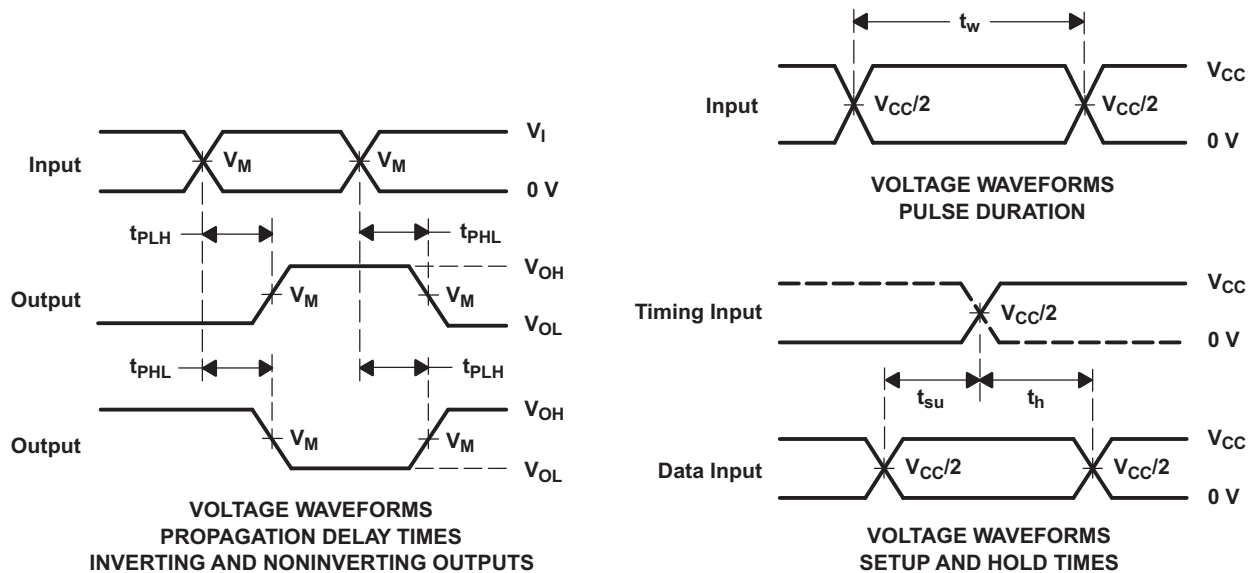 Input
V_I
V_M
V_M
0 V
t_PLH
t_PHL
Output
V_OH
V_M
V_M
V_OL
t_PHL
t_PLH
Output
V_OH
V_M
V_M
V_OL
VOLTAGE WAVEFORMS
PROPAGATION DELAY TIMES
INVERTING AND NONINVERTING OUTPUTS
t_w
Input
V_CC
V_CC/2
V_CC/2
0 V
VOLTAGE WAVEFORMS
PULSE DURATION
Timing Input
V_CC
V_CC/2
0 V
t_su
t_h
Data Input
V_CC
V_CC/2
V_CC/2
0 V
VOLTAGE WAVEFORMS
SETUP AND HOLD TIMES